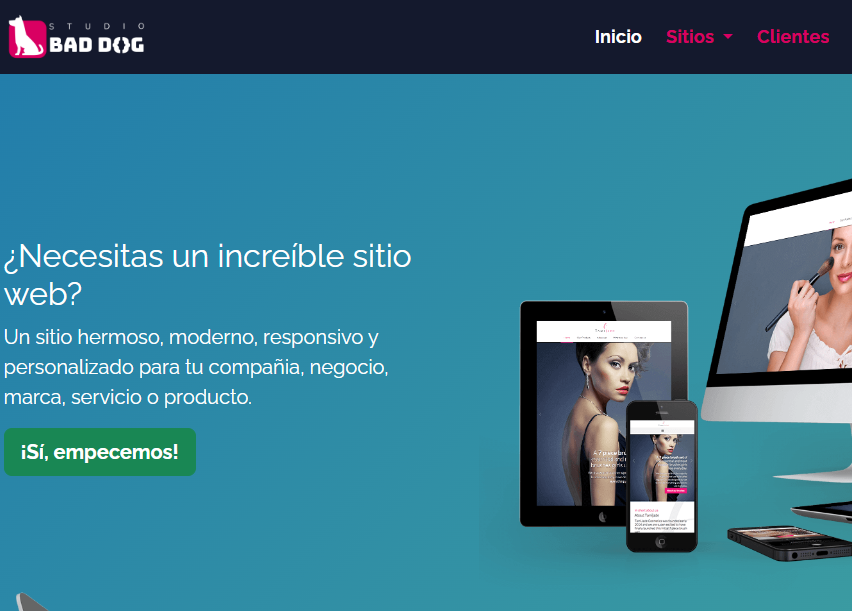 STUDIO
BAD DOG
Inicio
Sitios
Clientes
¿Necesitas un increíble sitio
web?
Un sitio hermoso, moderno, responsivo y
personalizado para tu compañia, negocio,
marca, servicio o producto.
¡Sí, empecemos!